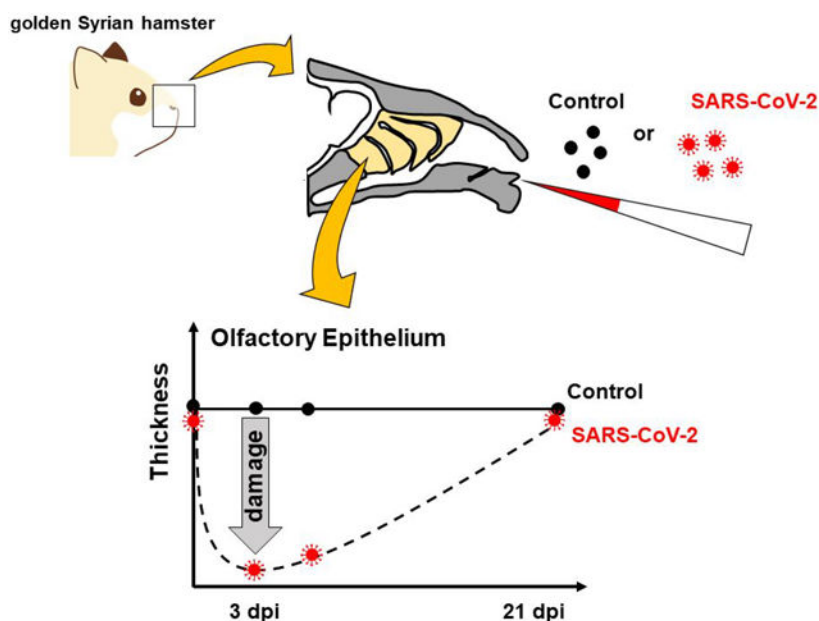 golden Syrian hamster
Control
or
SARS-CoV-2
Olfactory Epithelium
Thickness
Control
SARS-CoV-2
damage
3 dpi
21 dpi